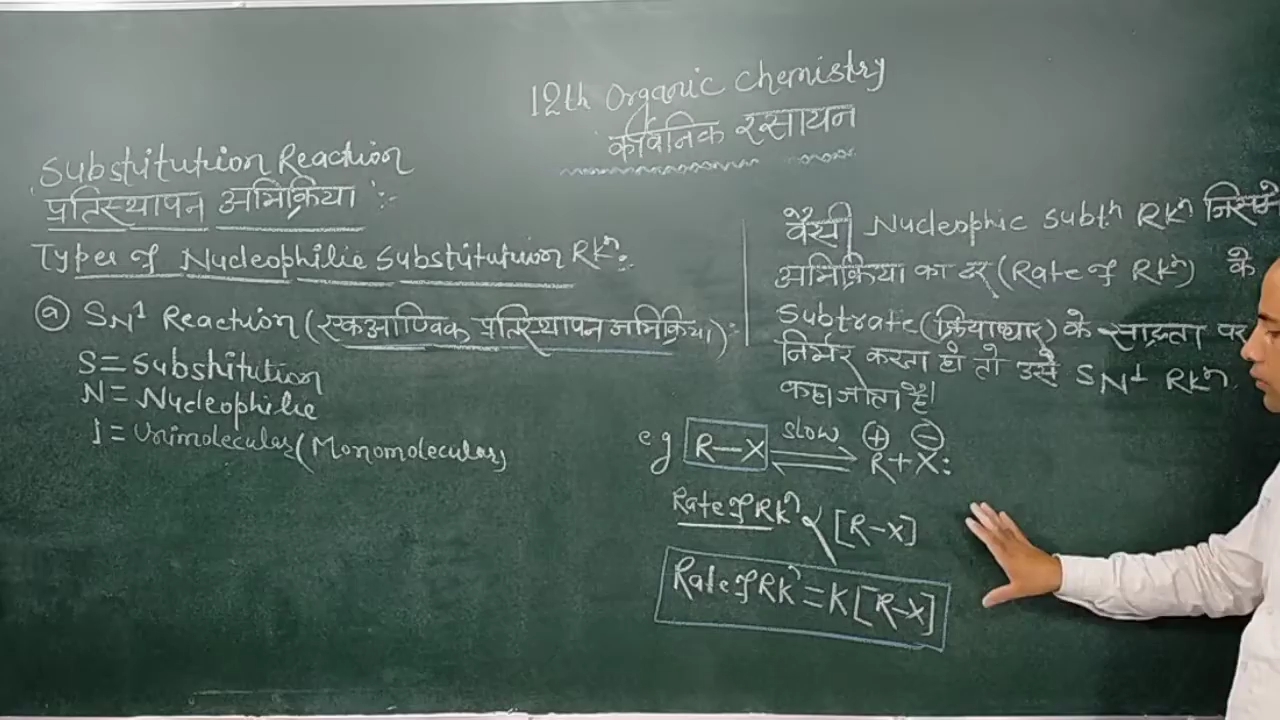 12th Organic Chemistry
कार्बनिक रसायन
Substitution Reaction
प्रतिस्थापन अभिक्रिया :-
Types of Nucleophilic Substitution RKⁿ:
ⓐ SN¹ Reaction (एकआण्विक प्रतिस्थापन अभिक्रिया) :-
S = Substitution
N = Nucleophilic
1 = Unimolecular (Monomolecular)
वैसी Nucleophic Subtⁿ RKⁿ जिसमे
अभिक्रिया का दर (Rate of RKⁿ) के
Subtrate (क्रियाधार) के सांद्रता पर
निर्भर करता हो तो उसे SN¹ RKⁿ
कहा जाता है।
eg R—X slow ⇌ R⊕ + X:⊖
Rate of RKⁿ ∝ [R-X]
Rate of RKⁿ = K[R-X]